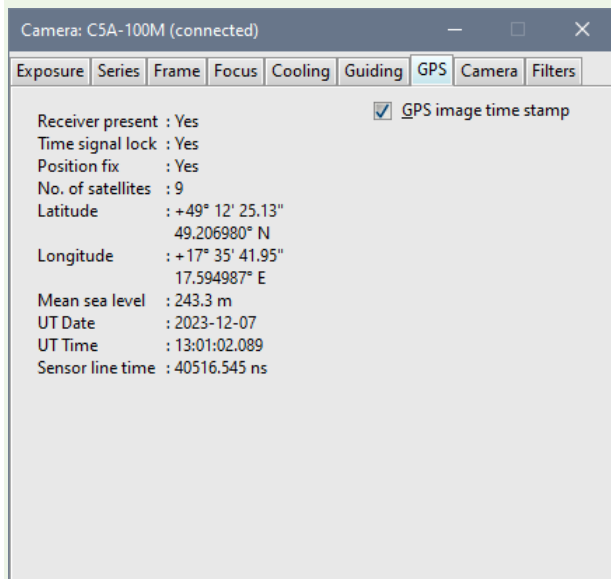 Camera: C5A-100M (connected)
Exposure Series Frame Focus Cooling Guiding GPS Camera Filters
GPS image time stamp
Receiver present : Yes
Time signal lock : Yes
Position fix : Yes
No. of satellites : 9
Latitude : +49° 12' 25.13"
49.206980° N
Longitude : +17° 35' 41.95"
17.594987° E
Mean sea level : 243.3 m
UT Date : 2023-12-07
UT Time : 13:01:02.089
Sensor line time : 40516.545 ns